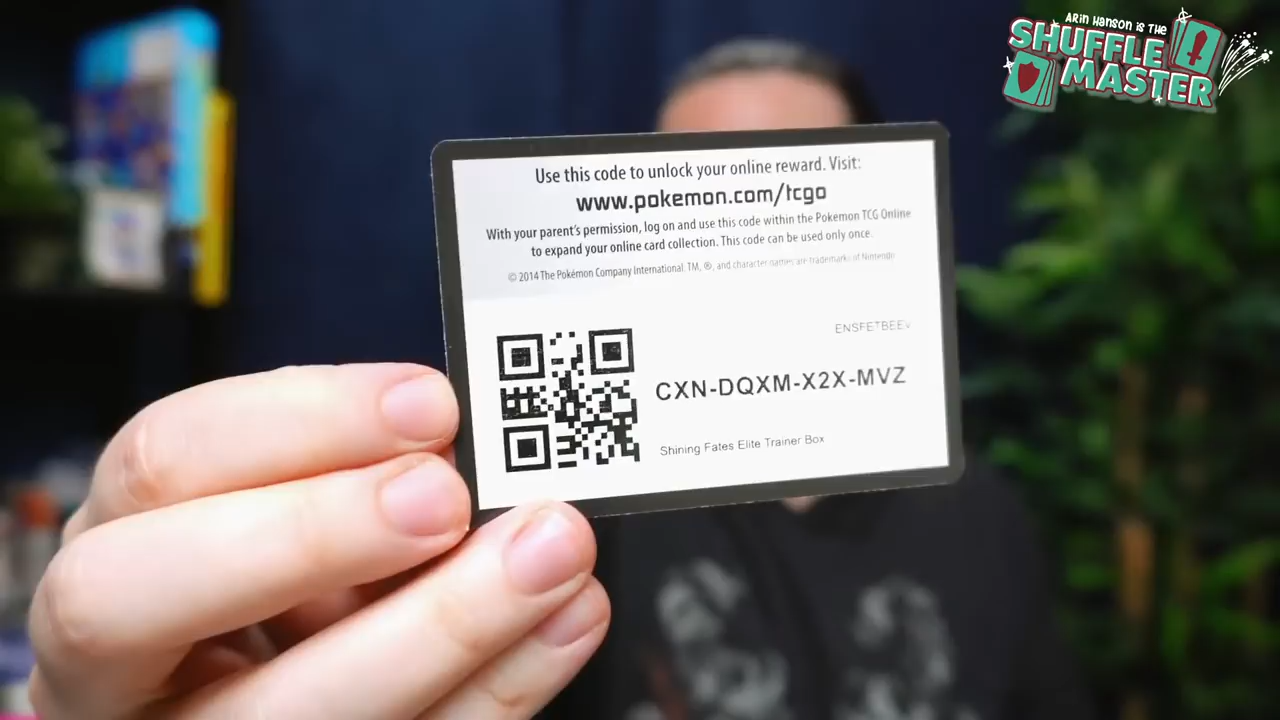 ARIN HANSON IS THE
SHUFFLE
MASTER
Use this code to unlock your online reward. Visit:
www.pokemon.com/tcgo
With your parent's permission, log on and use this code within the Pokemon TCG Online
to expand your online card collection. This code can be used only once.
© 2014 The Pokémon Company International. TM, ®, and character names are trademarks of Nintendo
ENSFETBEEV
CXN-DQXM-X2X-MVZ
Shining Fates Elite Trainer Box